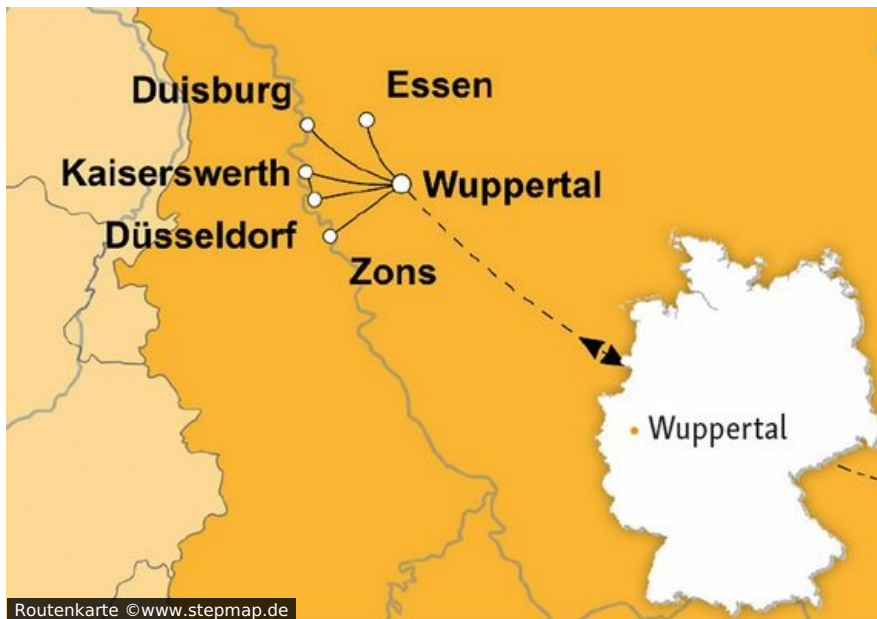 Duisburg
Essen
Kaiserswerth
Wuppertal
Düsseldorf
Zons
Wuppertal
Routenkarte ©www.stepmap.de